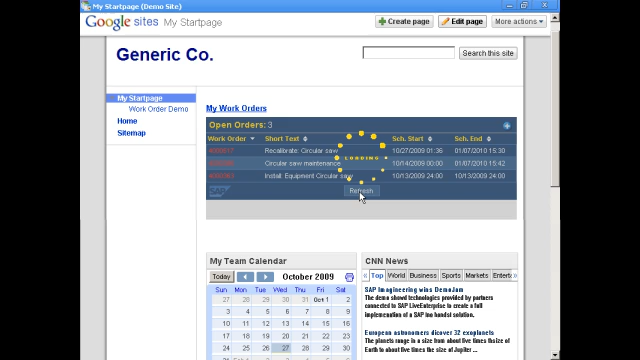 My Startpage (Demo Site)
Google sites My Startpage
Create page
Edit page
More actions
Generic Co.
Search this site
My Startpage
Work Order Demo
Home
Sitemap
My Work Orders
Open Orders: 3
Work Order Short Text Sch. Start Sch. End
Recalibrate: Circular saw 10/27/2009 01:36 01/07/2010 15:30
Circular saw maintenance 10/14/2009 00:00 01/07/2010 15:42
Install: Equipment Circular saw 10/13/2009 24:00 10/13/2009 24:00
LOADING
SAP
Refresh
My Team Calendar
Today October 2009
Sun Mon Tue Wed Thu Fri Sat
27 28 29 30 31 Oct 1 2
3 4 5 6 7 8 9
10 11 12 13 14 15 16
17 18 19 20 21 22 23
24 25 26 27 28 29 30
CNN News
« Top World Business Sports Markets »
SAP Imagineering wins DemoJam
The demo showd technologies provided by partners
connected to SAP LiveEnterprise to create a full
implementation of a SAP ino handsl solution.
European astronomers dicover 32 exoplanets
The planets range in a size from about five times the size of
Earth to about five times the size of Jupiter ...